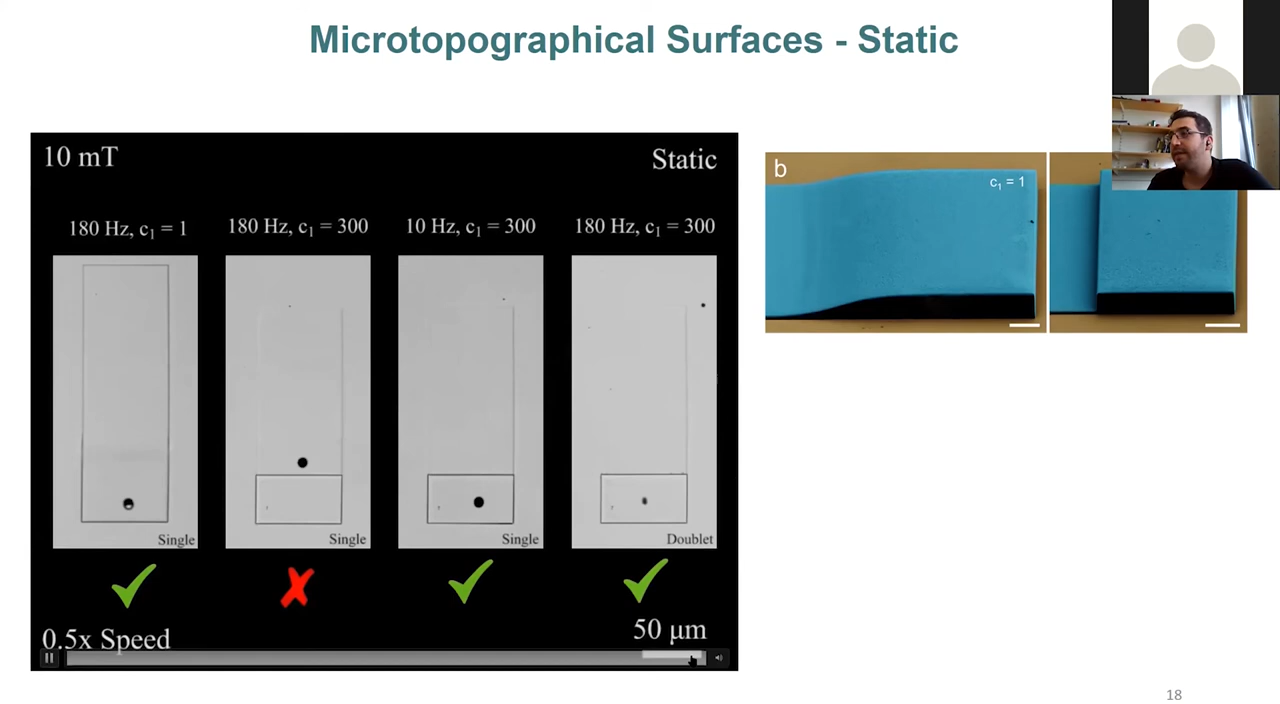 Microtopographical Surfaces - Static
10 mT
Static
180 Hz, c₁ = 1
180 Hz, c₁ = 300
10 Hz, c₁ = 300
180 Hz, c₁ = 300
Single
Single
Single
Doublet
0.5x Speed
50 μm
b
c₁ = 1
18